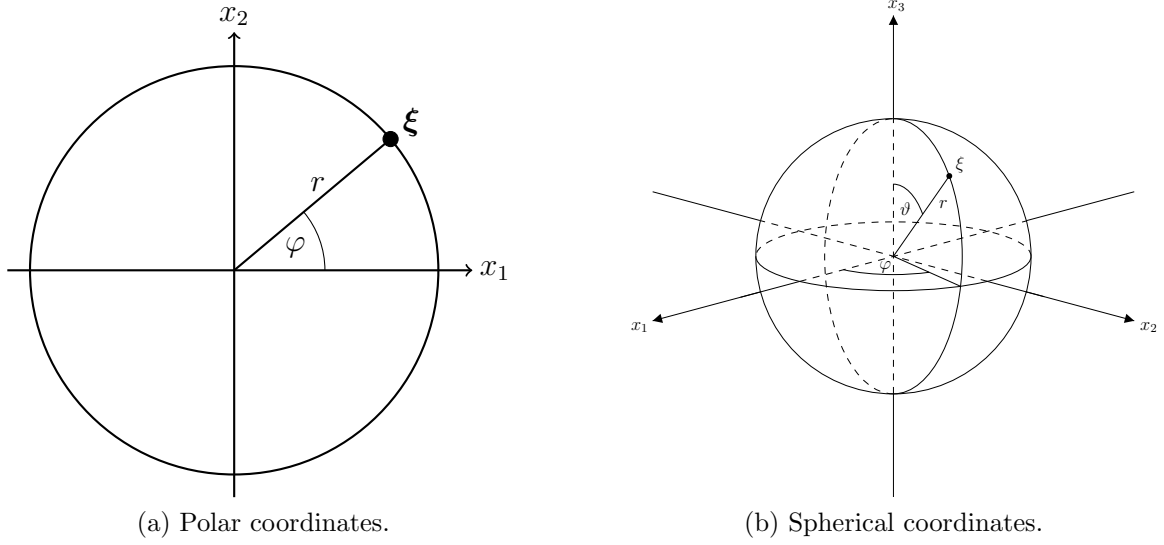 x₂
ξ
r
φ
x₁
(a) Polar coordinates.
x₃
ξ
ϑ
r
φ
x₁
x₂
(b) Spherical coordinates.